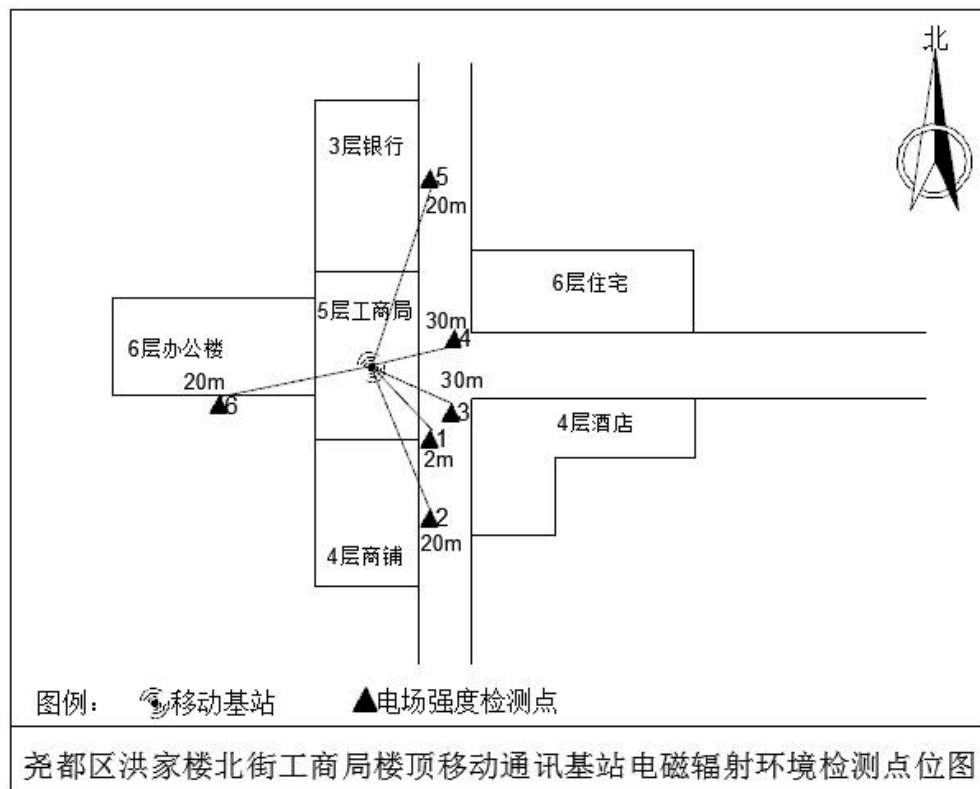 北
3层银行
5
20m
6层住宅
5层工商局
30m
4
6层办公楼
20m
6
30m
3
4层酒店
1
2m
2
20m
4层商铺
图例： 移动基站 电场强度检测点
尧都区洪家楼北街工商局楼顶移动通讯基站电磁辐射环境检测点位图